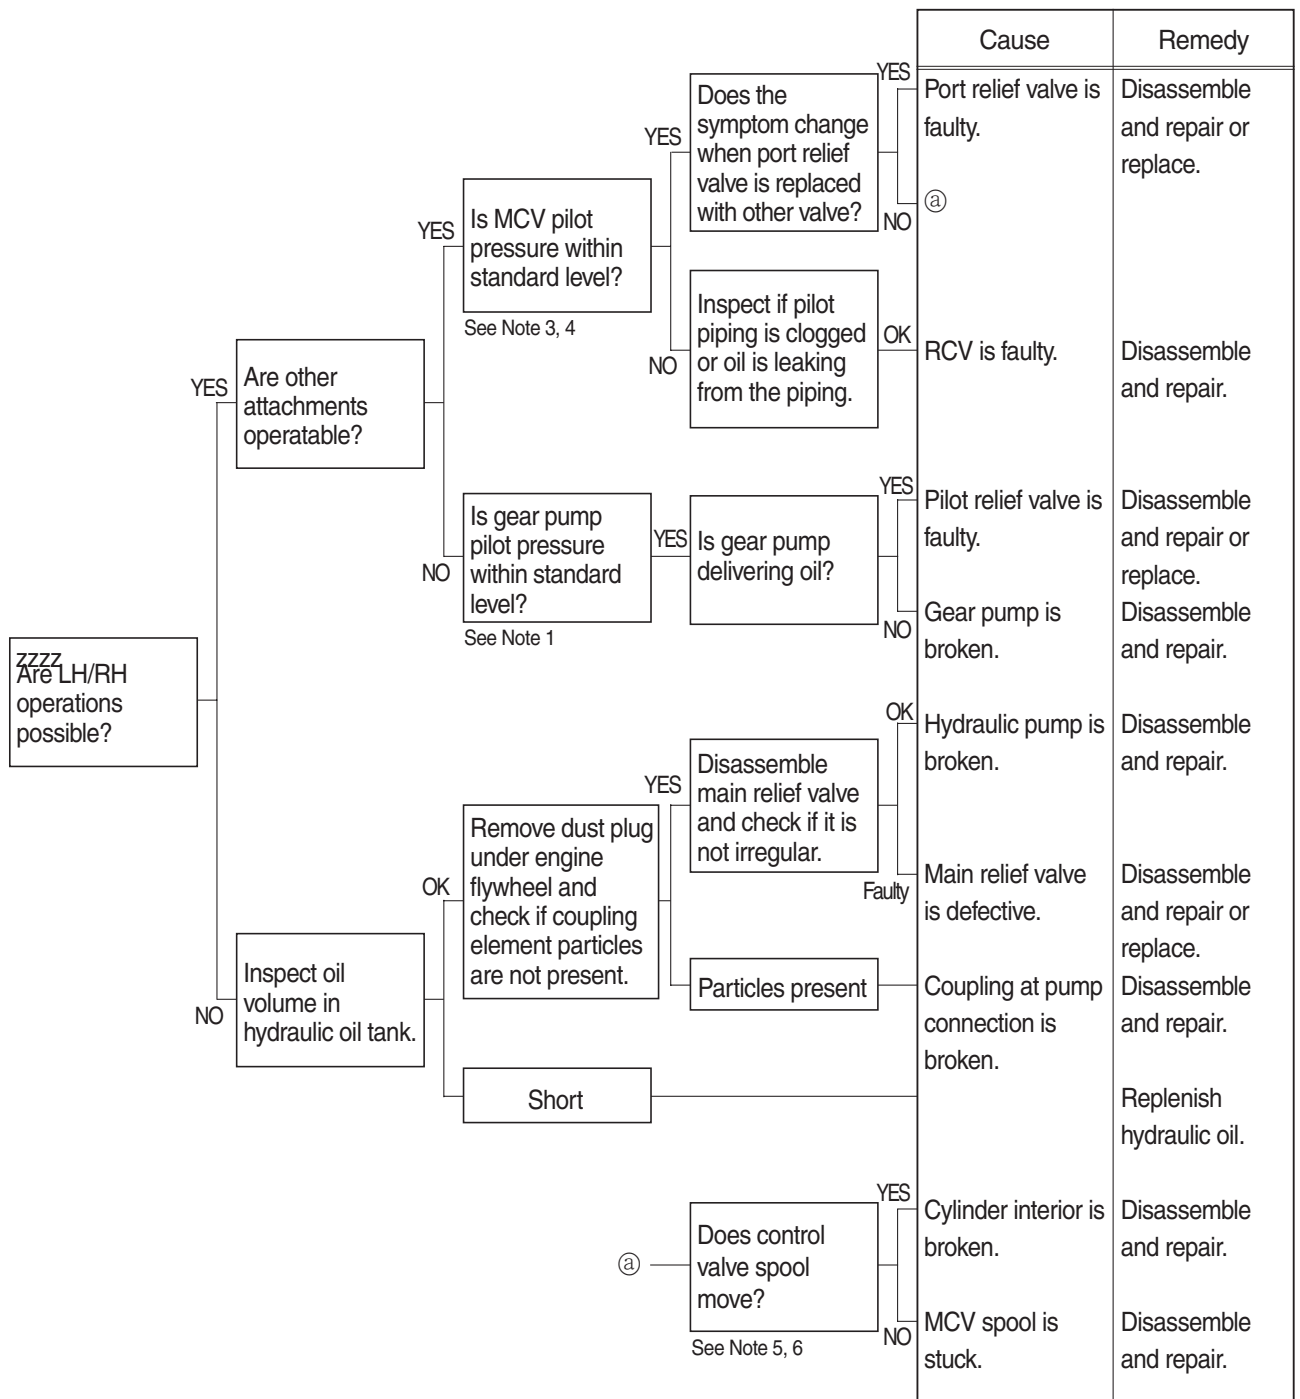 Cause
Remedy
YES
Does the
symptom change
when port relief
valve is replaced
with other valve?
NO
Port relief valve is
faulty.
Disassemble
and repair or
replace.
ⓐ
YES
Is MCV pilot
pressure within
standard level?
See Note 3, 4
YES
NO
Inspect if pilot
piping is clogged
or oil is leaking
from the piping.
OK
RCV is faulty.
Disassemble
and repair.
YES
Are other
attachments
operatable?
NO
Is gear pump
pilot pressure
within standard
level?
See Note 1
YES
Is gear pump
delivering oil?
YES
Pilot relief valve is
faulty.
Disassemble
and repair or
replace.
NO
Gear pump is
broken.
Disassemble
and repair.
zzzz
Are LH/RH
operations
possible?
NO
Inspect oil
volume in
hydraulic oil tank.
OK
Remove dust plug
under engine
flywheel and
check if coupling
element particles
are not present.
YES
Disassemble
main relief valve
and check if it is
not irregular.
OK
Hydraulic pump is
broken.
Disassemble
and repair.
Faulty
Main relief valve
is defective.
Disassemble
and repair or
replace.
Particles present
Coupling at pump
connection is
broken.
Disassemble
and repair.
Short
Replenish
hydraulic oil.
ⓐ
Does control
valve spool
move?
See Note 5, 6
YES
Cylinder interior is
broken.
Disassemble
and repair.
NO
MCV spool is
stuck.
Disassemble
and repair.